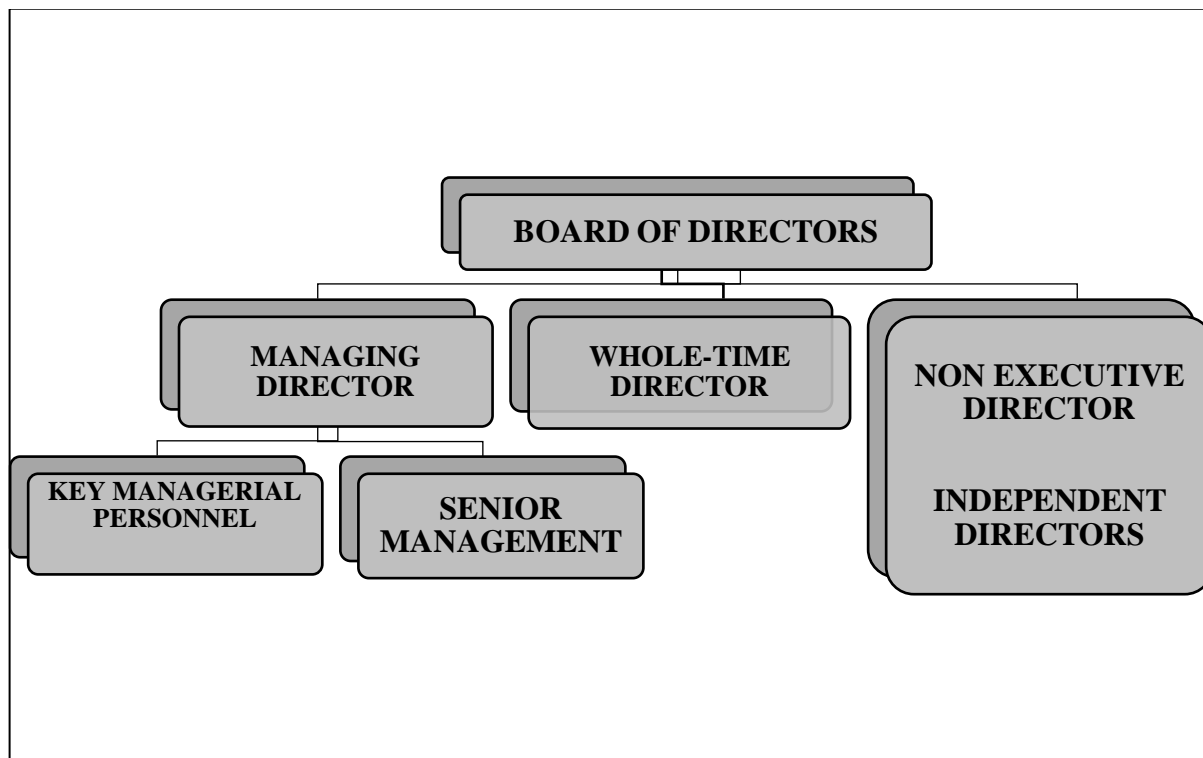 BOARD OF DIRECTORS
MANAGING
DIRECTOR
WHOLE-TIME
DIRECTOR
NON EXECUTIVE
DIRECTOR
INDEPENDENT
DIRECTORS
KEY MANAGERIAL
PERSONNEL
SENIOR
MANAGEMENT